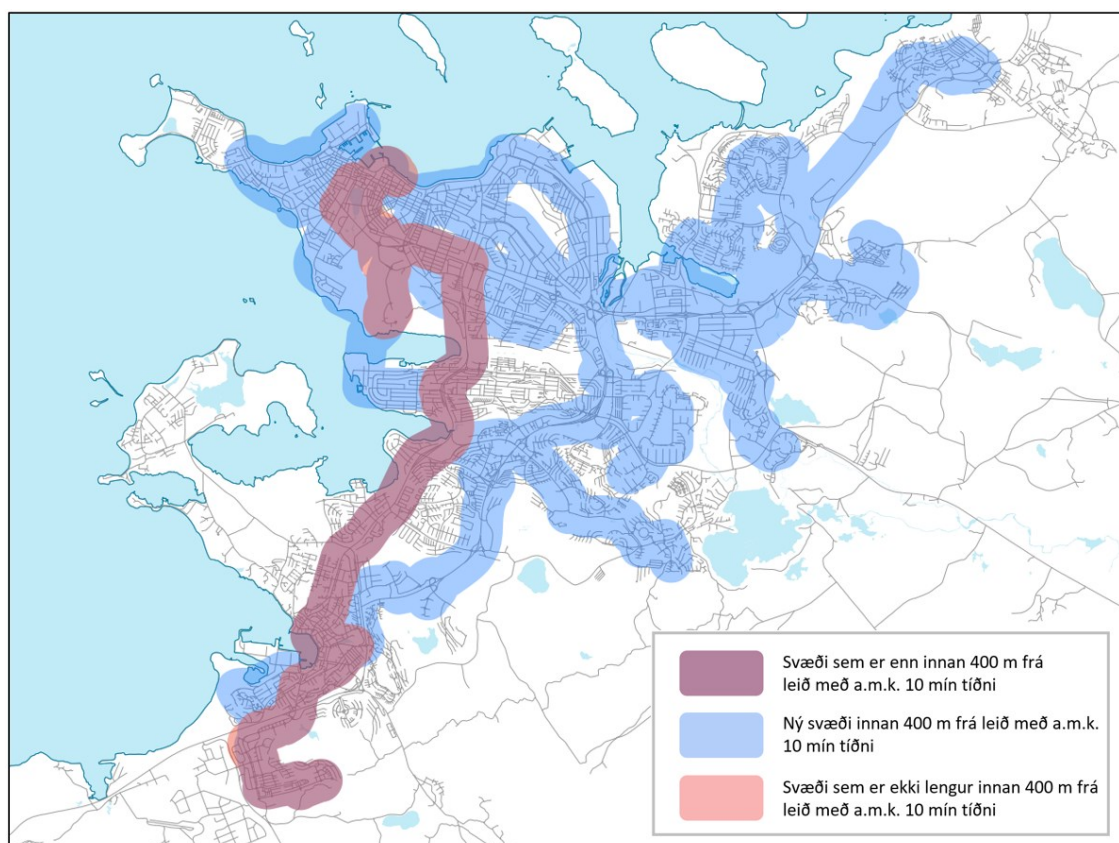 Svæði sem er enn innan 400 m frá
leið með a.m.k. 10 mín tíðni
Ný svæði innan 400 m frá leið með a.m.k.
10 mín tíðni
Svæði sem er ekki lengur innan 400 m frá
leið með a.m.k. 10 mín tíðni